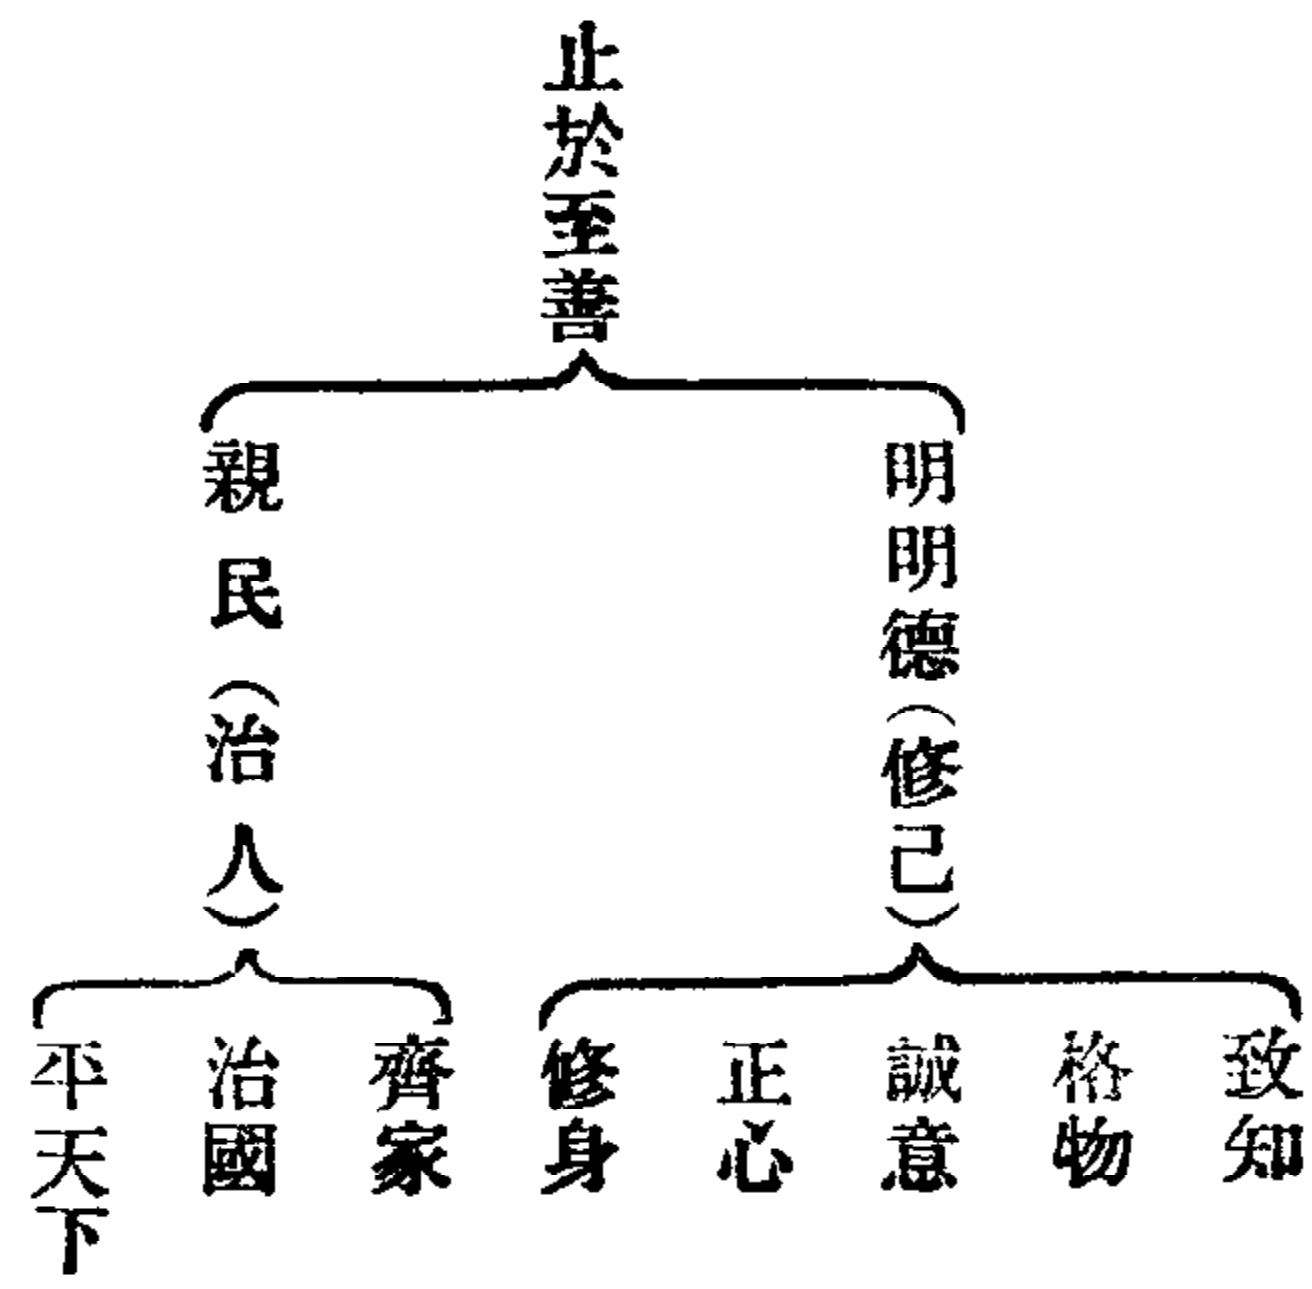 止於至善
明明德(修己)
親民(治人)
致知
格物
誠意
正心
修身
齊家
治國
平天下